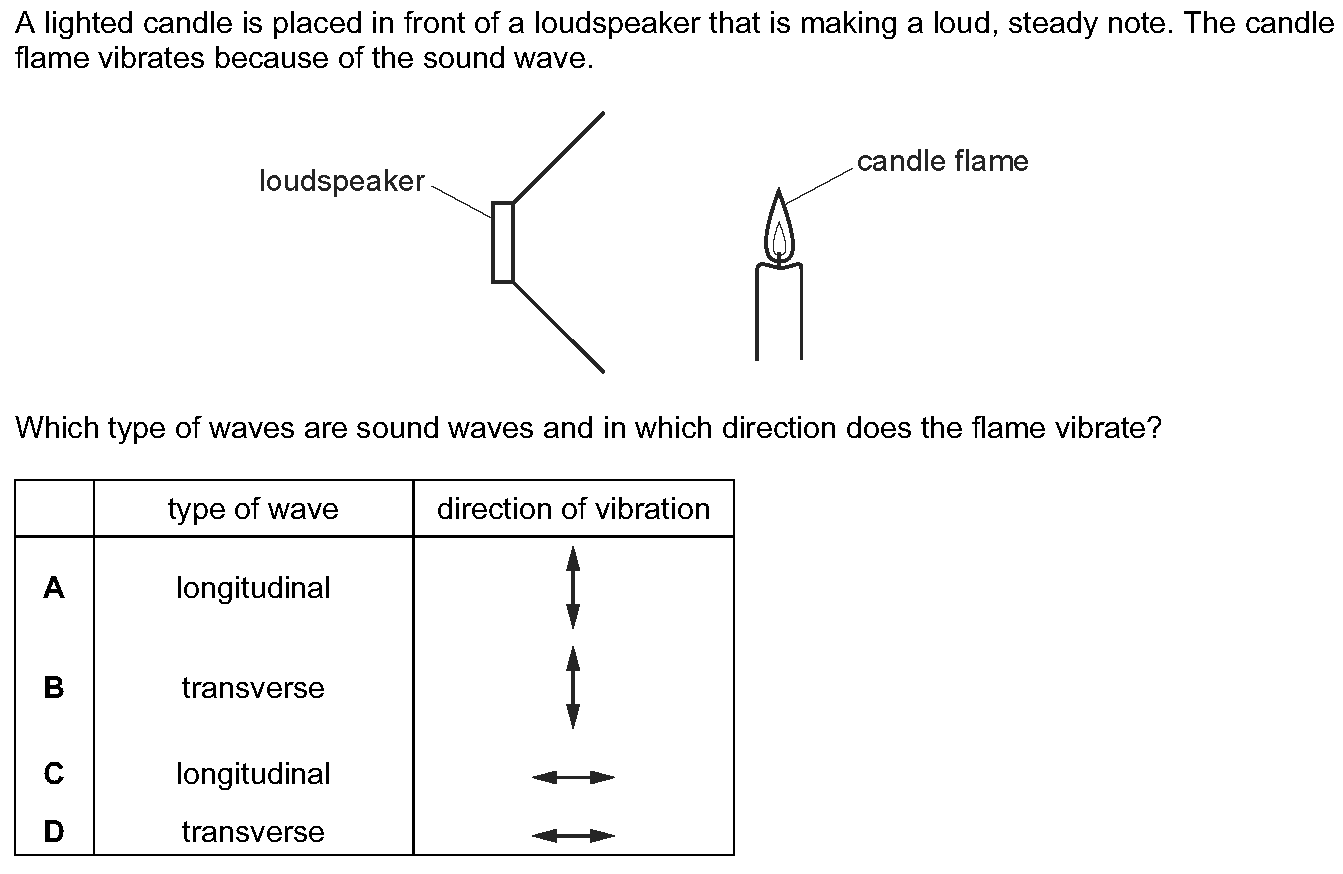 A lighted candle is placed in front of a loudspeaker that is making a loud, steady note. The candle
flame vibrates because of the sound wave.
candle flame
loudspeaker
Which type of waves are sound waves and in which direction does the flame vibrate?
type of wave direction of vibration
A longitudinal
B transverse
C longitudinal
D transverse